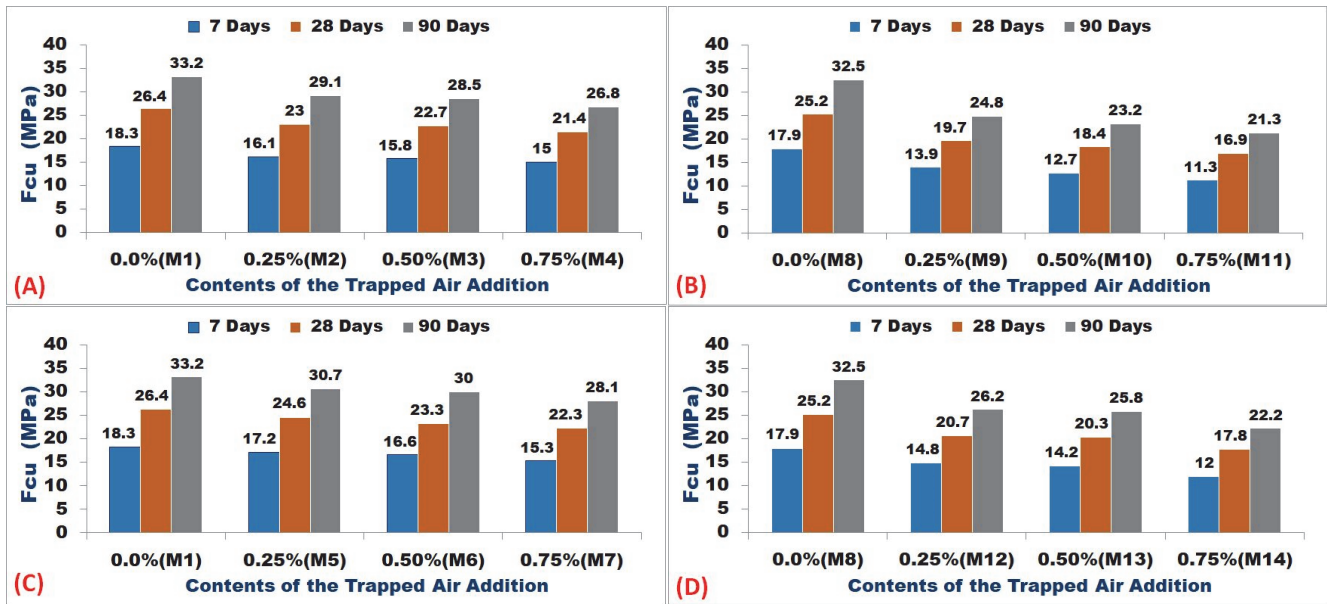 7 Days 28 Days 90 Days
Fcu (MPa)
40
35
30
25
20
15
10
5
0
18.3 26.4 33.2 16.1 23 29.1 15.8 22.7 28.5 15 21.4 26.8
0.0%(M1) 0.25%(M2) 0.50%(M3) 0.75%(M4)
Contents of the Trapped Air Addition
(A)
7 Days 28 Days 90 Days
Fcu (MPa)
40
35
30
25
20
15
10
5
0
17.9 25.2 32.5 13.9 19.7 24.8 12.7 18.4 23.2 11.3 16.9 21.3
0.0%(M8) 0.25%(M9) 0.50%(M10) 0.75%(M11)
Contents of the Trapped Air Addition
(B)
7 Days 28 Days 90 Days
Fcu (MPa)
40
35
30
25
20
15
10
5
0
18.3 26.4 33.2 17.2 24.6 30.7 16.6 23.3 30 15.3 22.3 28.1
0.0%(M1) 0.25%(M5) 0.50%(M6) 0.75%(M7)
Contents of the Trapped Air Addition
(C)
7 Days 28 Days 90 Days
Fcu (MPa)
40
35
30
25
20
15
10
5
0
17.9 25.2 32.5 14.8 20.7 26.2 14.2 20.3 25.8 12 17.8 22.2
0.0%(M8) 0.25%(M12) 0.50%(M13) 0.75%(M14)
Contents of the Trapped Air Addition
(D)